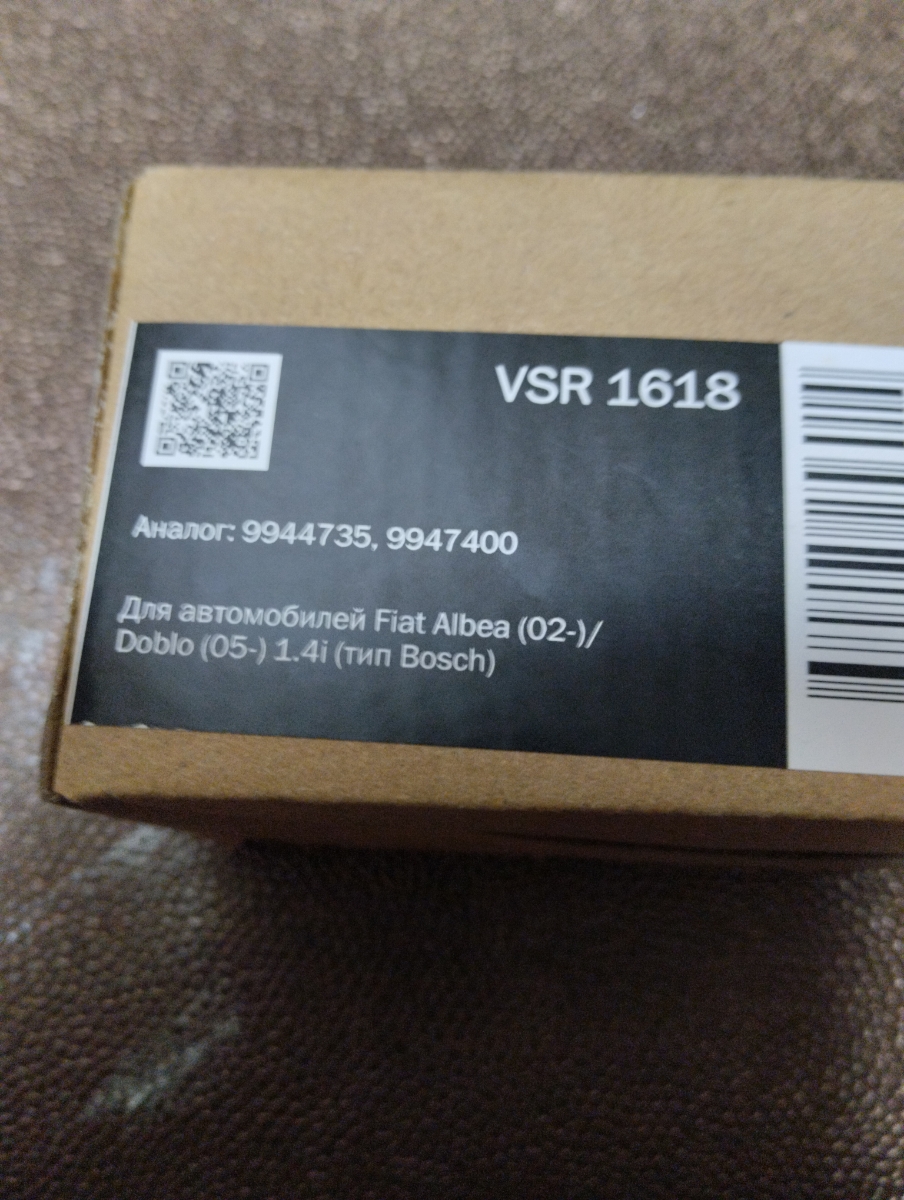 VSR 1618
Аналог: 9944735, 9947400
Для автомобилей Fiat Albea (02-)/
Doblo (05-) 1.4i (тип Bosch)